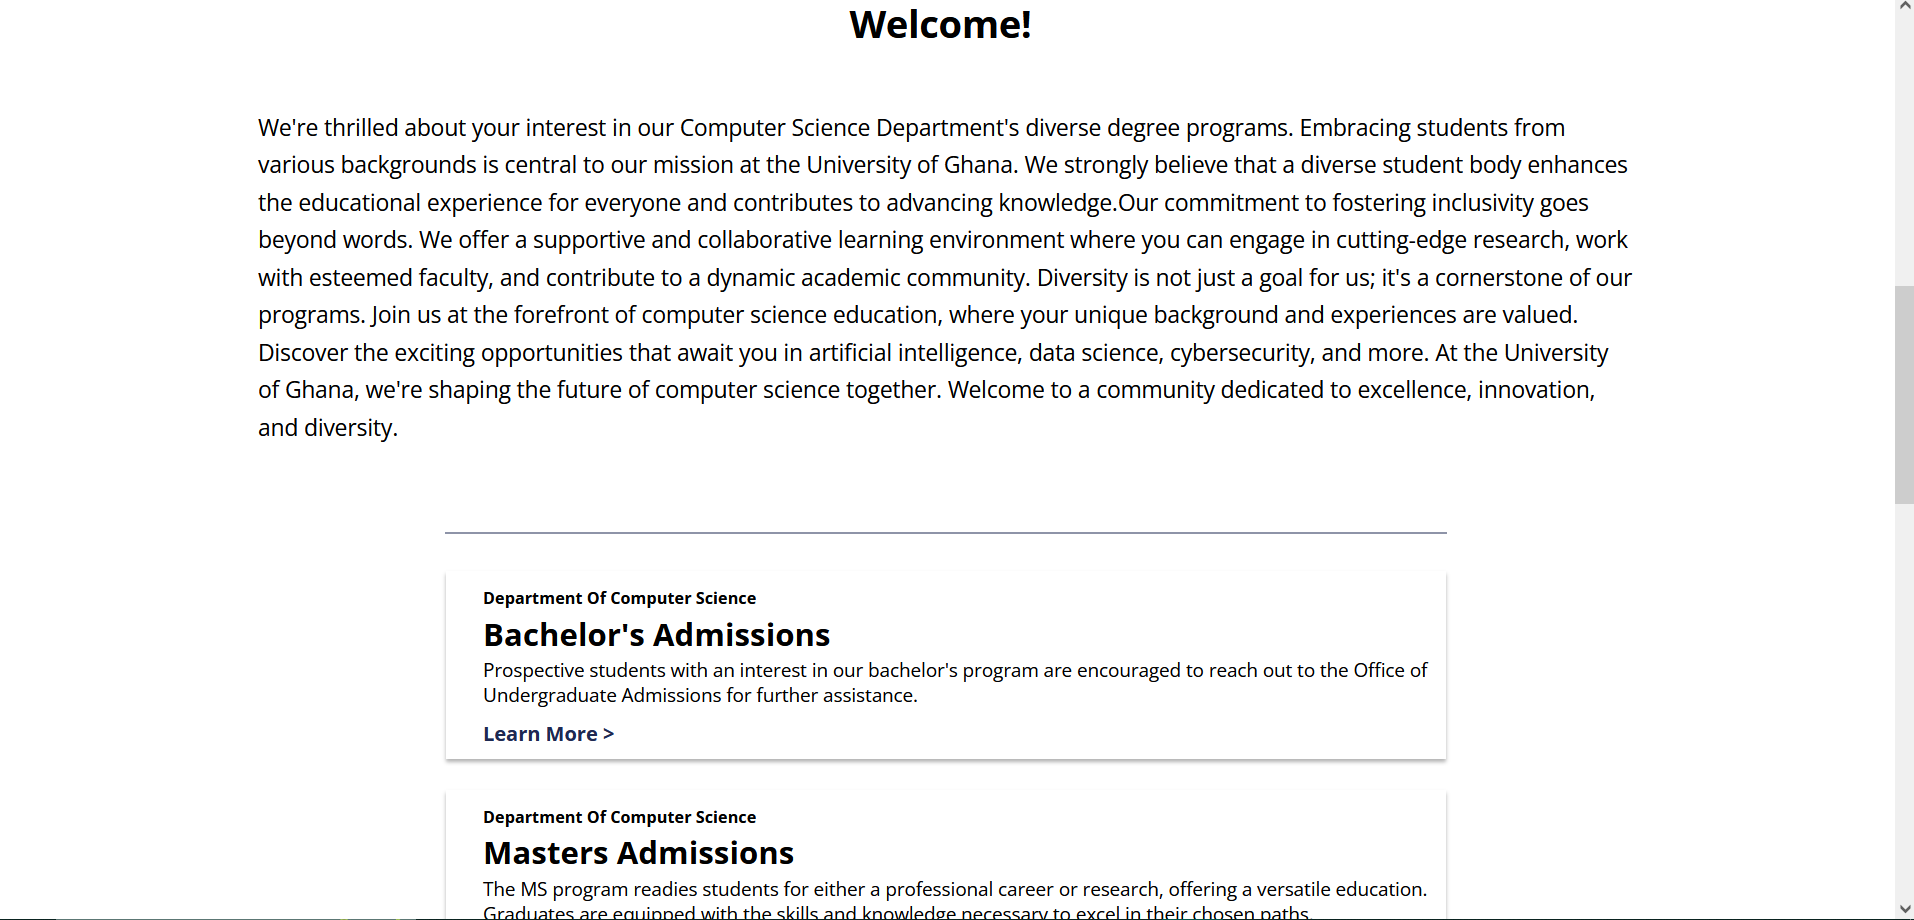 Welcome!
We're thrilled about your interest in our Computer Science Department's diverse degree programs. Embracing students from
various backgrounds is central to our mission at the University of Ghana. We strongly believe that a diverse student body enhances
the educational experience for everyone and contributes to advancing knowledge.Our commitment to fostering inclusivity goes
beyond words. We offer a supportive and collaborative learning environment where you can engage in cutting-edge research, work
with esteemed faculty, and contribute to a dynamic academic community. Diversity is not just a goal for us; it's a cornerstone of our
programs. Join us at the forefront of computer science education, where your unique background and experiences are valued.
Discover the exciting opportunities that await you in artificial intelligence, data science, cybersecurity, and more. At the University
of Ghana, we're shaping the future of computer science together. Welcome to a community dedicated to excellence, innovation,
and diversity.
Department Of Computer Science
Bachelor's Admissions
Prospective students with an interest in our bachelor's program are encouraged to reach out to the Office of
Undergraduate Admissions for further assistance.
Learn More >
Department Of Computer Science
Masters Admissions
The MS program readies students for either a professional career or research, offering a versatile education.
Graduates are equipped with the skills and knowledge necessary to excel in their chosen paths.